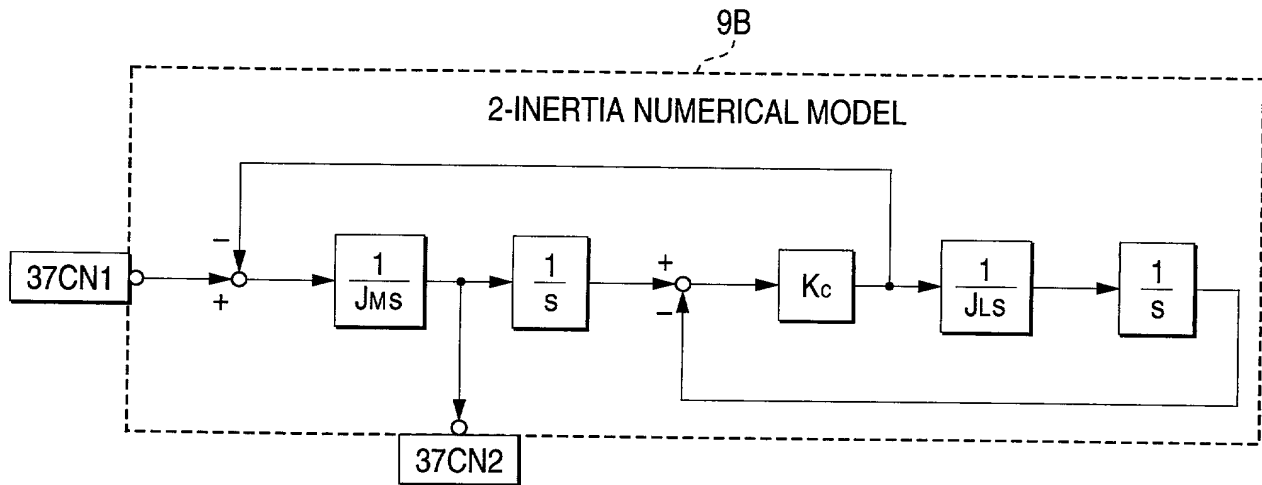 9B
2-INERTIA NUMERICAL MODEL
37CN1
−
+
1
JMs
1
s
+
−
Kc
1
JLs
1
s
37CN2